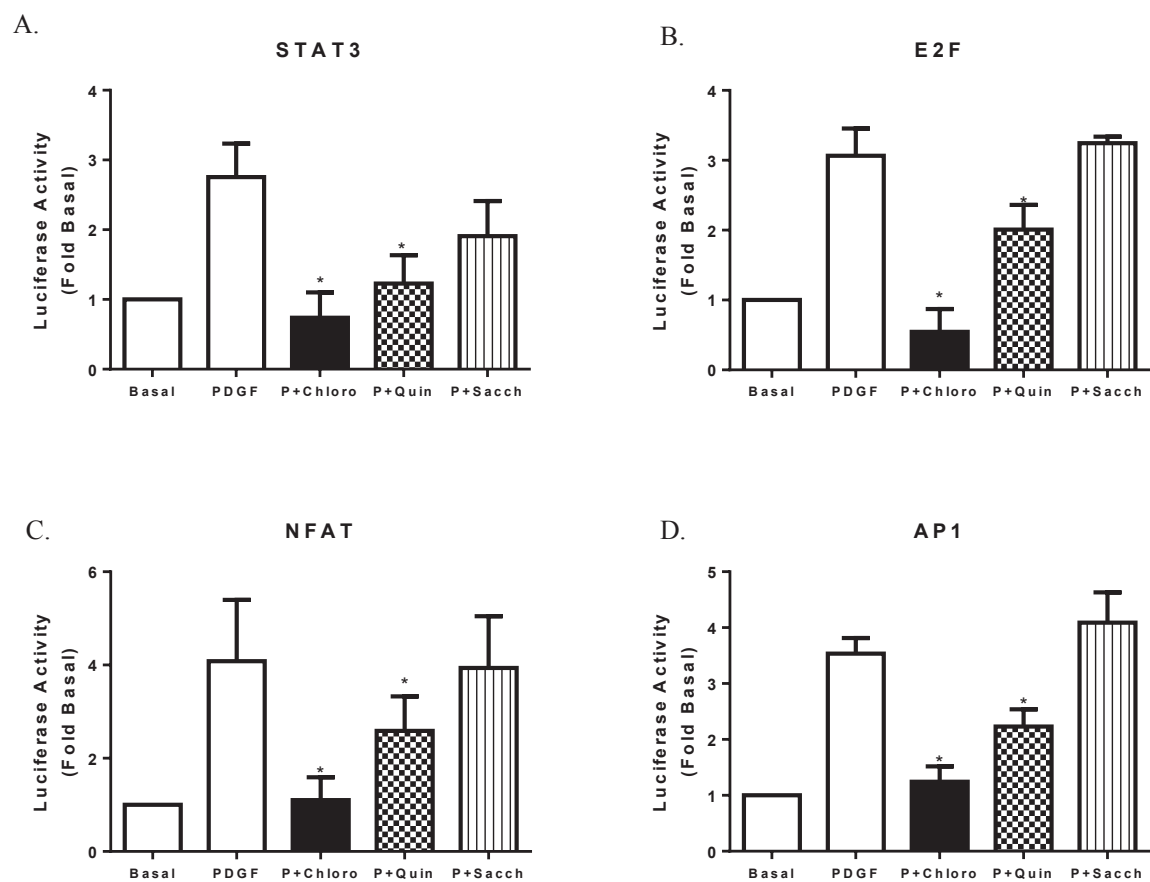 A.
STAT3
Luciferase Activity
(Fold Basal)
4
3
2
1
0
*
*
Basal PDGF P+Chloro P+Quin P+Sacch
B.
E2F
Luciferase Activity
(Fold Basal)
4
3
2
1
0
*
*
Basal PDGF P+Chloro P+Quin P+Sacch
C.
NFAT
Luciferase Activity
(Fold Basal)
6
4
2
0
*
*
Basal PDGF P+Chloro P+Quin P+Sacch
D.
AP1
Luciferase Activity
(Fold Basal)
5
4
3
2
1
0
*
*
Basal PDGF P+Chloro P+Quin P+Sacch